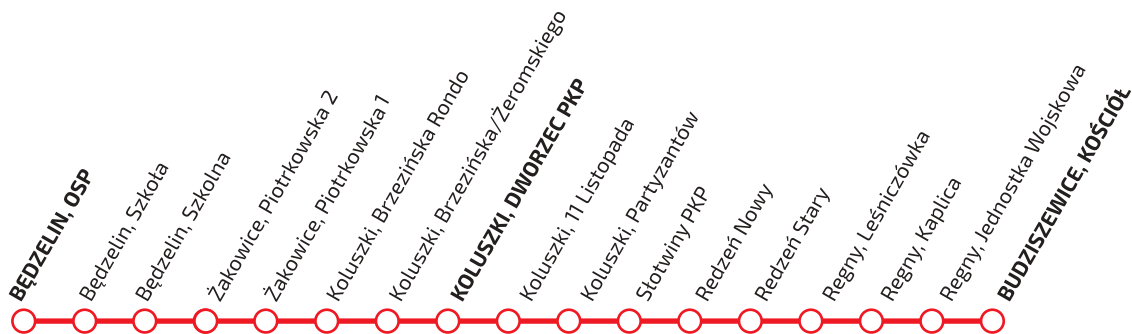 BĘDZELIN, OSP
Będzelin, Szkoła
Będzelin, Szkolna
Żakowice, Piotrkowska 2
Żakowice, Piotrkowska 1
Koluszki, Brzezińska Rondo
Koluszki, Brzezińska/Żeromskiego
KOLUSZKI, DWORZEC PKP
Koluszki, 11 Listopada
Koluszki, Partyzantów
Słotwiny PKP
Redzeń Nowy
Redzeń Stary
Regny, Leśniczówka
Regny, Kaplica
Regny, Jednostka Wojskowa
BUDZISZEWICE, KOŚCIÓŁ